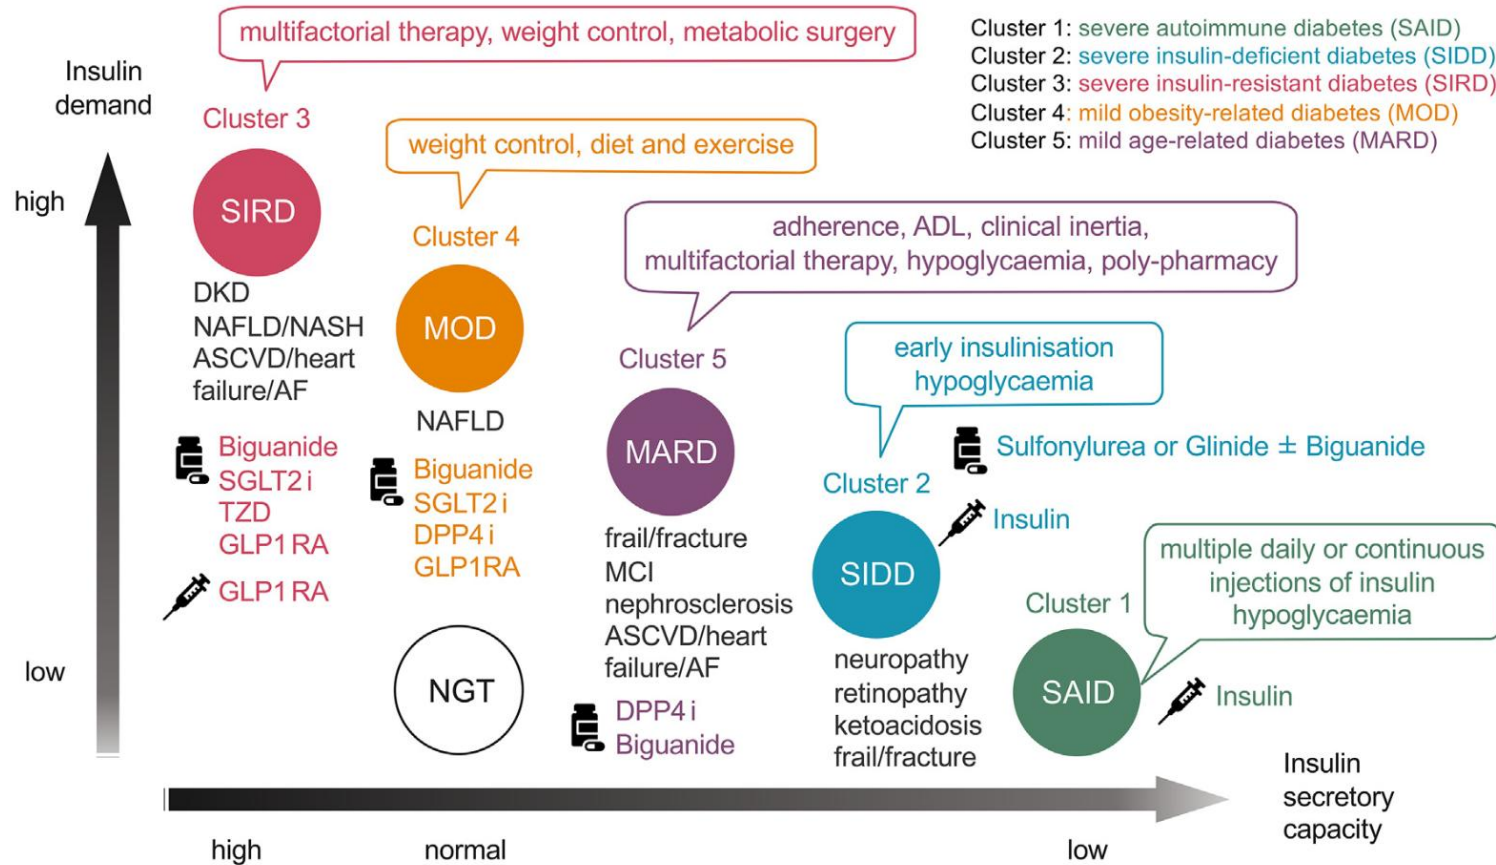 multifactorial therapy, weight control, metabolic surgery
Cluster 1: severe autoimmune diabetes (SAID)
Cluster 2: severe insulin-deficient diabetes (SIDD)
Cluster 3: severe insulin-resistant diabetes (SIRD)
Cluster 4: mild obesity-related diabetes (MOD)
Cluster 5: mild age-related diabetes (MARD)
Insulin
demand
high
low
Cluster 3
SIRD
DKD
NAFLD/NASH
ASCVD/heart
failure/AF
Biguanide
SGLT2 i
TZD
GLP1RA
GLP1RA
weight control, diet and exercise
Cluster 4
MOD
NAFLD
Biguanide
SGLT2 i
DPP4 i
GLP1RA
NGT
adherence, ADL, clinical inertia,
multifactorial therapy, hypoglycaemia, poly-pharmacy
Cluster 5
MARD
frail/fracture
MCI
nephrosclerosis
ASCVD/heart
failure/AF
DPP4 i
Biguanide
early insulinisation
hypoglycaemia
Sulfonylurea or Glinide ± Biguanide
Cluster 2
Insulin
SIDD
neuropathy
retinopathy
ketoacidosis
frail/fracture
multiple daily or continuous
injections of insulin
hypoglycaemia
Cluster 1
SAID
Insulin
high
normal
low
Insulin
secretory
capacity